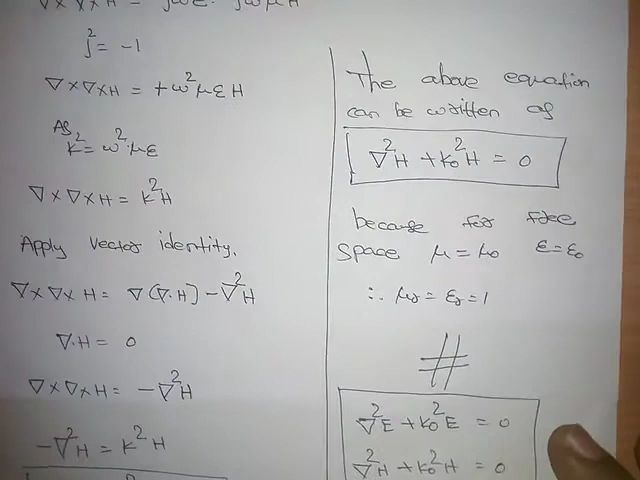 ∇×∇×H = jωε · jωμH
j² = -1
∇×∇×H = +ω²μεH
As
k² = ω²με
∇×∇×H = k²H
Apply vector identity.
∇×∇×H = ∇(∇·H) - ∇²H
∇·H = 0
∇×∇×H = -∇²H
-∇²H = k²H
The above equation
can be written as
∇²H + k₀²H = 0
because for free
space μ = μ₀ ε = ε₀
∴ μᵣ = εᵣ = 1
#
∇²E + k₀²E = 0
∇²H + k₀²H = 0